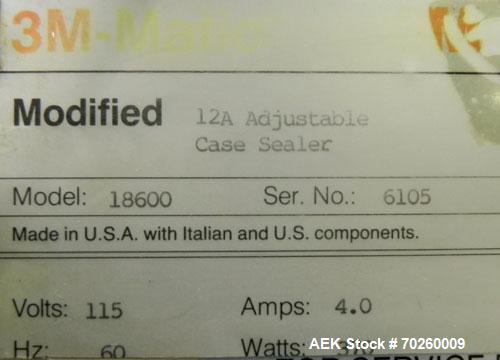 3M-Matic
Modified 12A Adjustable
Case Sealer
Model: 18600 Ser. No.: 6105
Made in U.S.A. with Italian and U.S. components.
Volts: 115 Amps: 4.0
Hz: 60 Watts:
AEK Stock # 70260009